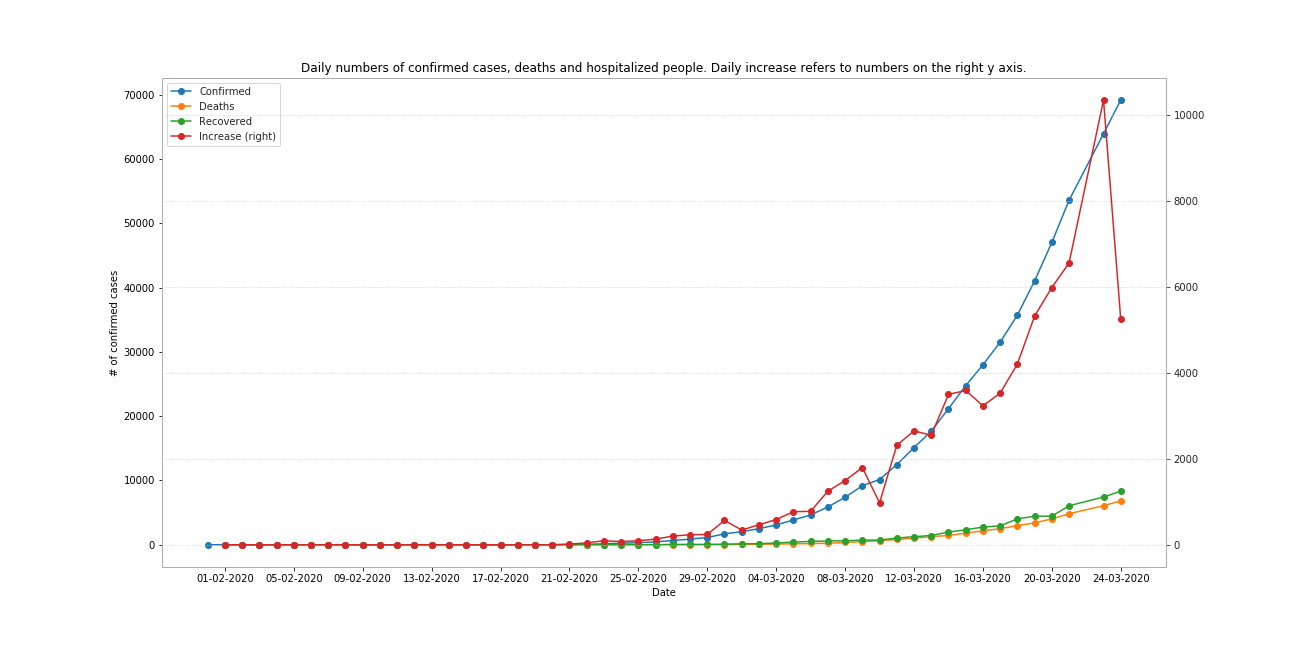 Daily numbers of confirmed cases, deaths and hospitalized people. Daily increase refers to numbers on the right y axis.
Confirmed
Deaths
Recovered
Increase (right)
70000
60000
50000
40000
30000
20000
10000
0
# of confirmed cases
10000
8000
6000
4000
2000
0
01-02-2020 05-02-2020 09-02-2020 13-02-2020 17-02-2020 21-02-2020 25-02-2020 29-02-2020 04-03-2020 08-03-2020 12-03-2020 16-03-2020 20-03-2020 24-03-2020
Date